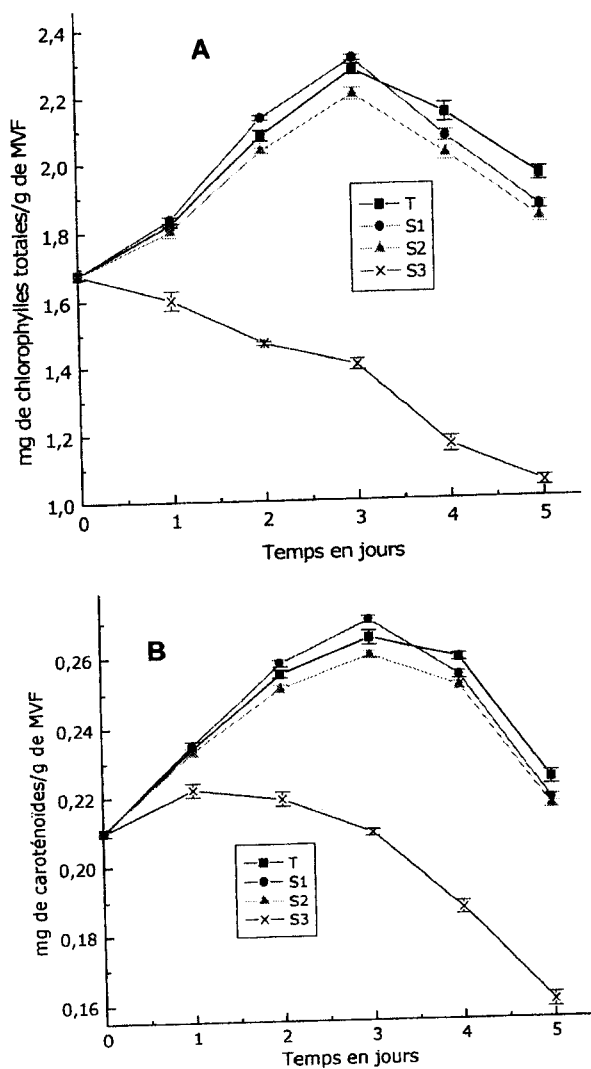 A
mg de chlorophylles totales/g de MVF
2,4
2,2
2,0
1,8
1,6
1,4
1,2
1,0
T
S1
S2
S3
0 1 2 3 4 5
Temps en jours
B
mg de caroténoïdes/g de MVF
0,26
0,24
0,22
0,20
0,18
0,16
T
S1
S2
S3
0 1 2 3 4 5
Temps en jours